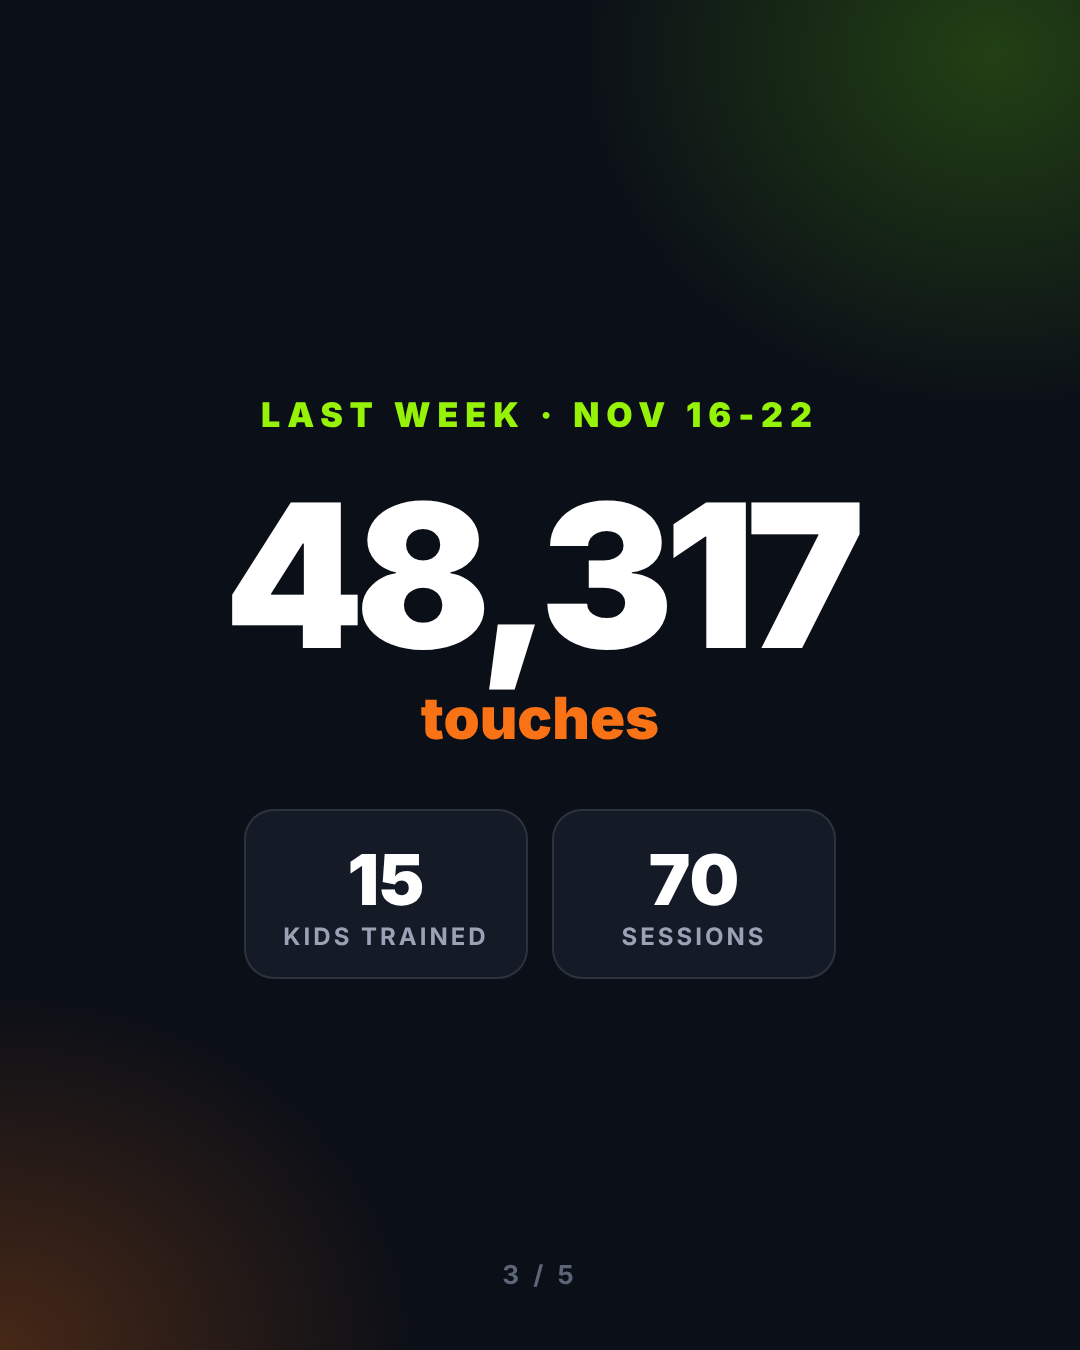 LAST WEEK · NOV 16-22
48,317
touches
15
KIDS TRAINED
70
SESSIONS
3 / 5